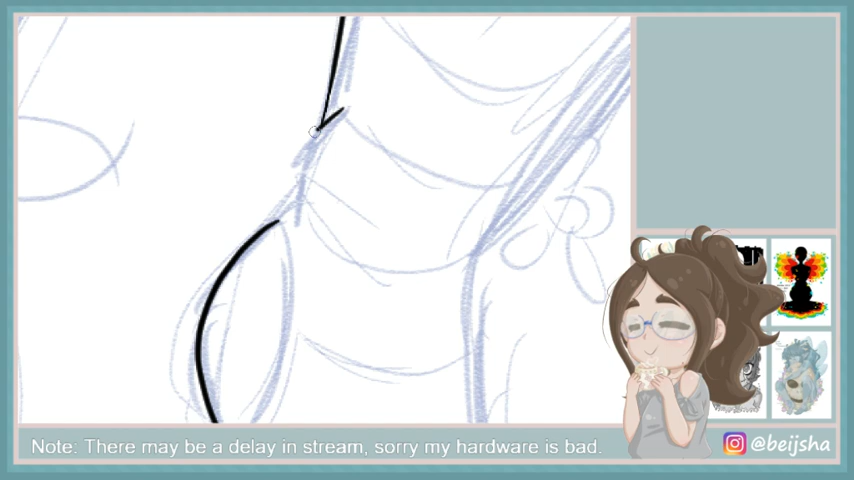 Note: There may be a delay in stream, sorry my hardware is bad.
@beijsha